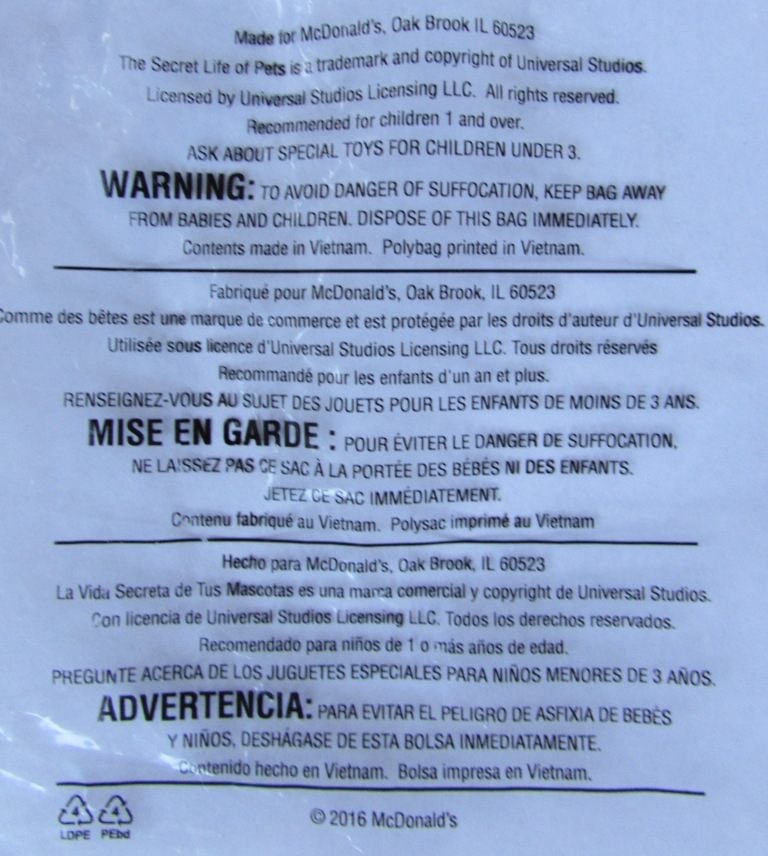 Made for McDonald's, Oak Brook IL 60523
The Secret Life of Pets is a trademark and copyright of Universal Studios.
Licensed by Universal Studios Licensing LLC. All rights reserved.
Recommended for children 1 and over.
ASK ABOUT SPECIAL TOYS FOR CHILDREN UNDER 3.
WARNING: TO AVOID DANGER OF SUFFOCATION, KEEP BAG AWAY
FROM BABIES AND CHILDREN. DISPOSE OF THIS BAG IMMEDIATELY.
Contents made in Vietnam. Polybag printed in Vietnam.
Fabriqué pour McDonald's, Oak Brook, IL 60523
Comme des bêtes est une marque de commerce et est protégée par les droits d'auteur d'Universal Studios.
Utilisée sous licence d'Universal Studios Licensing LLC. Tous droits réservés
Recommandé pour les enfants d'un an et plus.
RENSEIGNEZ-VOUS AU SUJET DES JOUETS POUR LES ENFANTS DE MOINS DE 3 ANS.
MISE EN GARDE : POUR ÉVITER LE DANGER DE SUFFOCATION,
NE LAISSEZ PAS CE SAC À LA PORTÉE DES BÉBÉS NI DES ENFANTS.
JETEZ CE SAC IMMÉDIATEMENT.
Contenu fabriqué au Vietnam. Polysac imprimé au Vietnam
Hecho para McDonald's, Oak Brook, IL 60523
La Vida Secreta de Tus Mascotas es una marca comercial y copyright de Universal Studios.
Con licencia de Universal Studios Licensing LLC. Todos los derechos reservados.
Recomendado para niños de 1 o más años de edad.
PREGUNTE ACERCA DE LOS JUGUETES ESPECIALES PARA NIÑOS MENORES DE 3 AÑOS.
ADVERTENCIA: PARA EVITAR EL PELIGRO DE ASFIXIA DE BEBÉS
Y NIÑOS, DESHÁGASE DE ESTA BOLSA INMEDIATAMENTE.
Contenido hecho en Vietnam. Bolsa impresa en Vietnam.
4 4
LDPE PEbd
© 2016 McDonald's